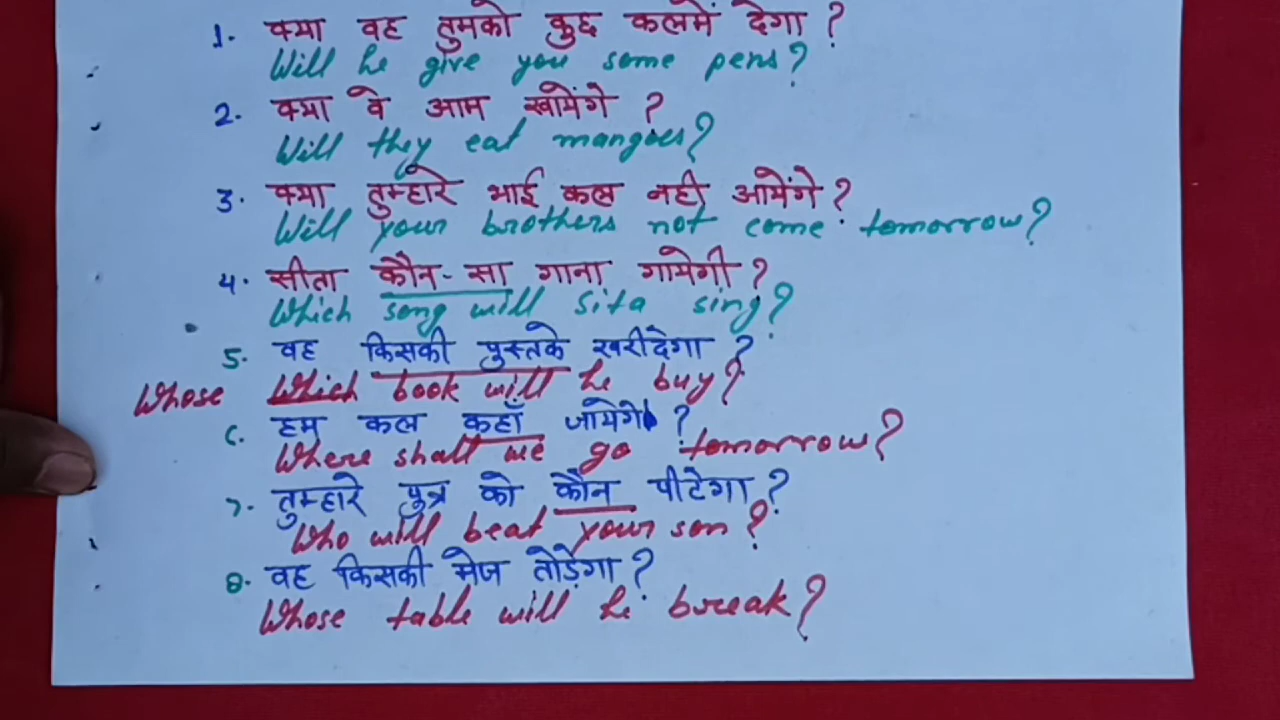 1. क्या वह तुमको कुछ कलमें देगा ?
Will he give you some pens?
2. क्या वे आम खायेंगे ?
Will they eat mangoes?
3. क्या तुम्हारे भाई कल नही आयेंगे ?
Will your brothers not come tomorrow?
4. सीता कौन-सा गाना गायेगी ?
Which song will Sita sing?
5. वह किसकी पुस्तके खरीदेगा ?
Whose Which book will he buy?
6. हम कल कहाँ जायेगे ?
Where shall we go tomorrow?
7. तुम्हारे पुत्र को कौन पीटेगा ?
Who will beat your son?
8. वह किसकी मेज तोड़ेगा ?
Whose table will he break?